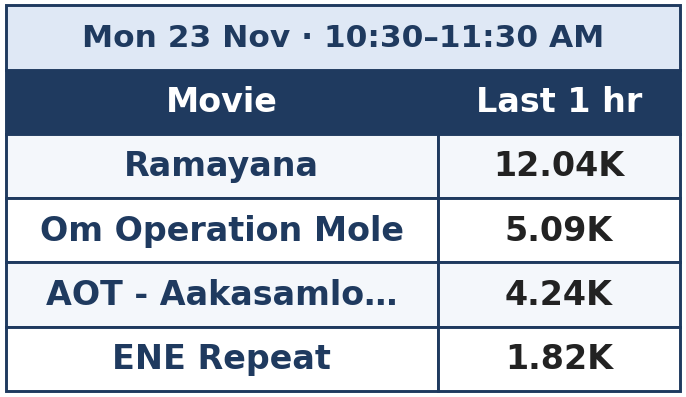 Mon 23 Nov · 10:30–11:30 AM
Movie Last 1 hr
Ramayana 12.04K
Om Operation Mole 5.09K
AOT - Aakasamlo... 4.24K
ENE Repeat 1.82K